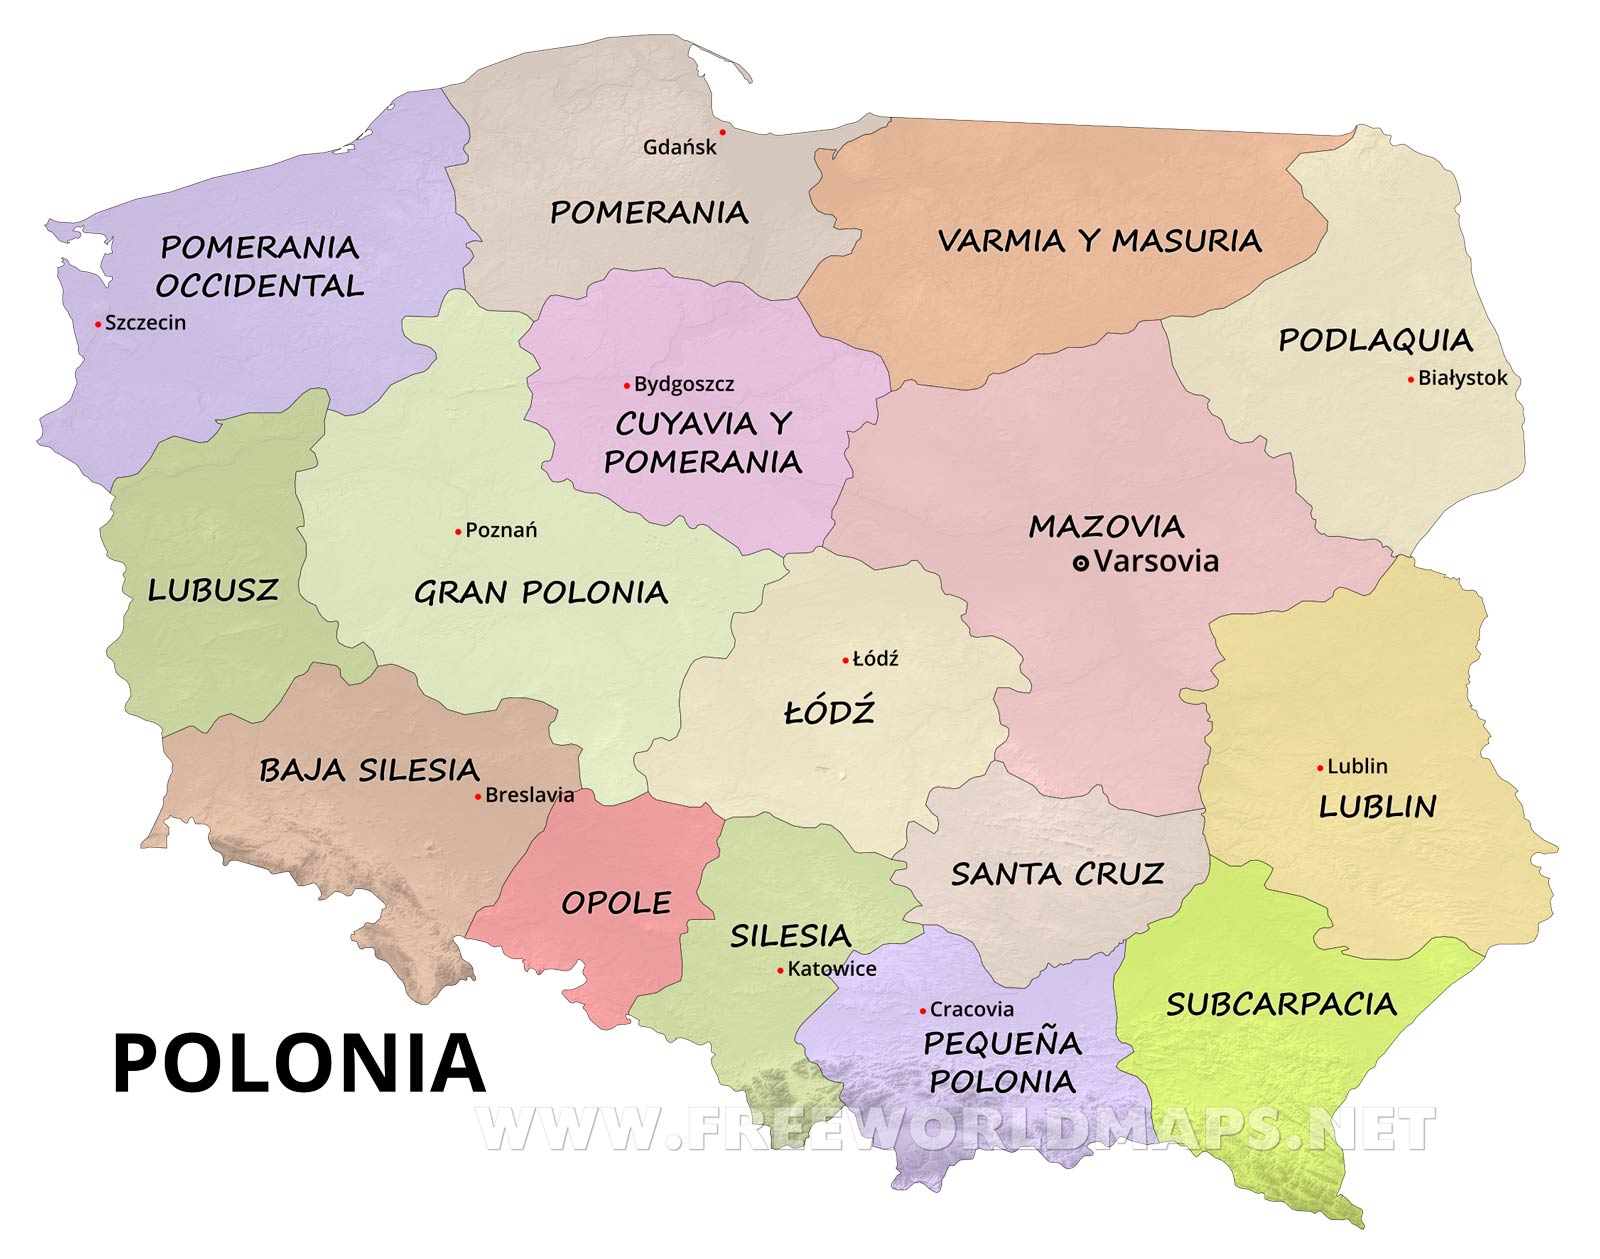 Gdańsk
POMERANIA
VARMIA Y MASURIA
POMERANIA
OCCIDENTAL
Szczecin
PODLAQUIA
Białystok
Bydgoszcz
CUYAVIA Y
POMERANIA
Poznań
MAZOVIA
Varsovia
LUBUSZ
GRAN POLONIA
Łódź
ŁÓDŹ
BAJA SILESIA
Breslavia
Lublin
LUBLIN
SANTA CRUZ
OPOLE
SILESIA
Katowice
SUBCARPACIA
Cracovia
PEQUEÑA
POLONIA
POLONIA
WWW.FREEWORLDMAPS.NET